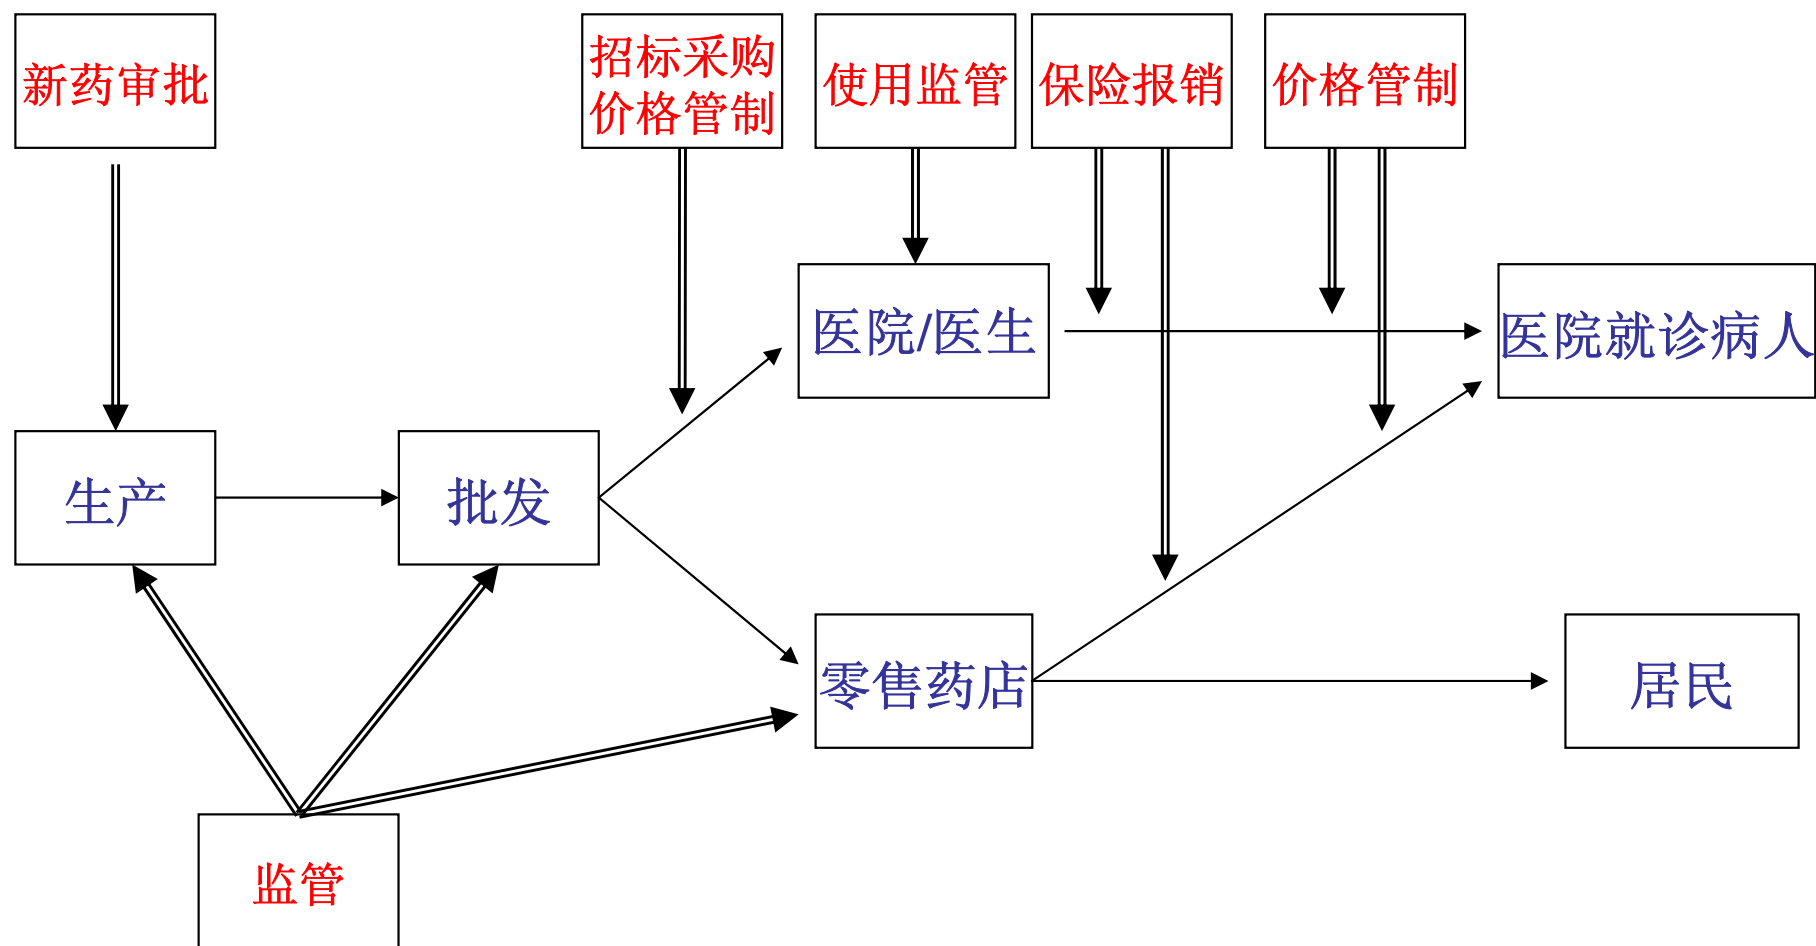 新药审批
招标采购
价格管制
使用监管
保险报销
价格管制
医院/医生
医院就诊病人
生产
批发
零售药店
居民
监管